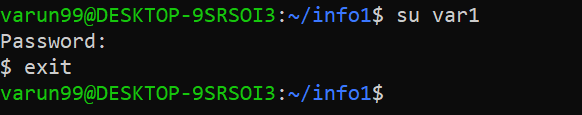 varun99@DESKTOP-9SRSOI3:~/info1$ su var1
Password:
$ exit
varun99@DESKTOP-9SRSOI3:~/info1$